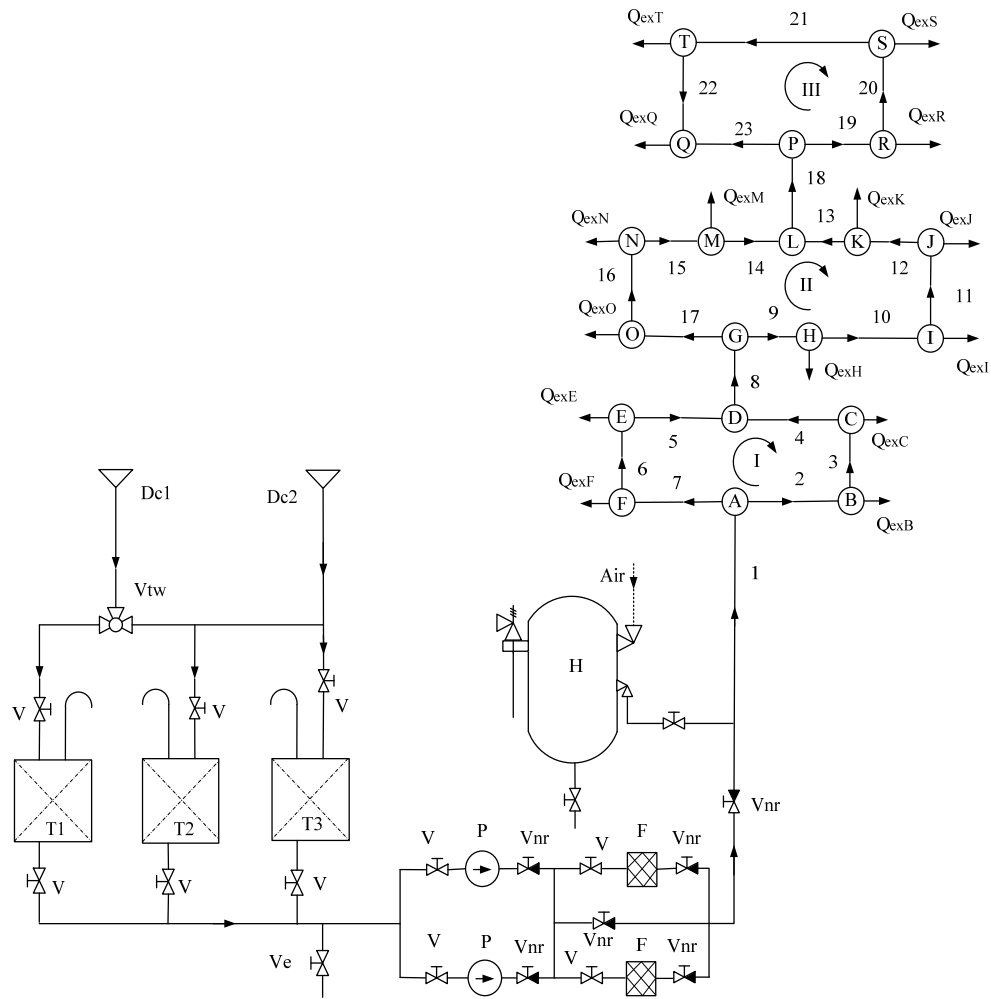 21
QexT
T
S
QexS
22
III
20
QexQ
23
19
QexR
Q
P
R
18
QexM
QexK
QexN
13
QexJ
N
M
L
K
J
15
14
12
16
II
11
QexO
17
9
10
O
G
H
I
8
QexH
QexI
QexE
E
D
C
5
4
QexC
6
I
3
QexF
7
2
F
A
B
QexB
Dc1
Dc2
Air
1
Vtw
H
V
V
V
T1
T2
T3
Vnr
V
V
V
V
P
Vnr
V
F
Vnr
V
P
Vnr
Vnr
V
F
Vnr
Ve